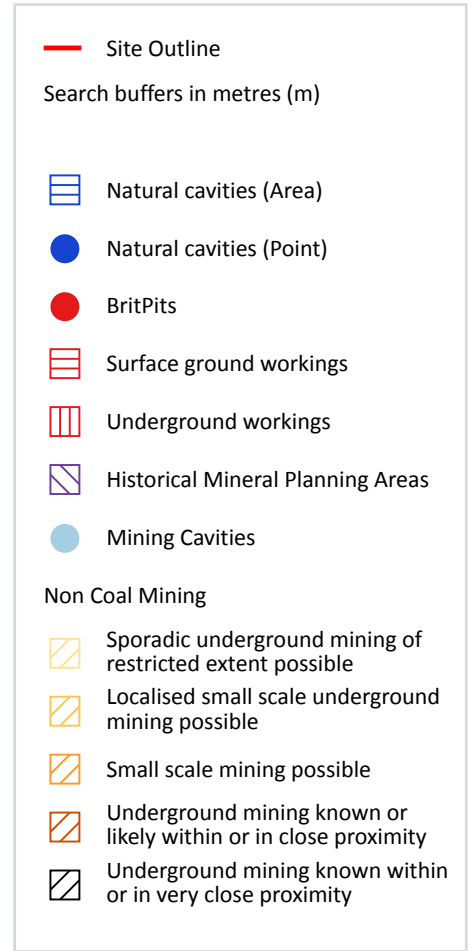 Site Outline
Search buffers in metres (m)
Natural cavities (Area)
Natural cavities (Point)
BritPits
Surface ground workings
Underground workings
Historical Mineral Planning Areas
Mining Cavities
Non Coal Mining
Sporadic underground mining of
restricted extent possible
Localised small scale underground
mining possible
Small scale mining possible
Underground mining known or
likely within or in close proximity
Underground mining known within
or in very close proximity